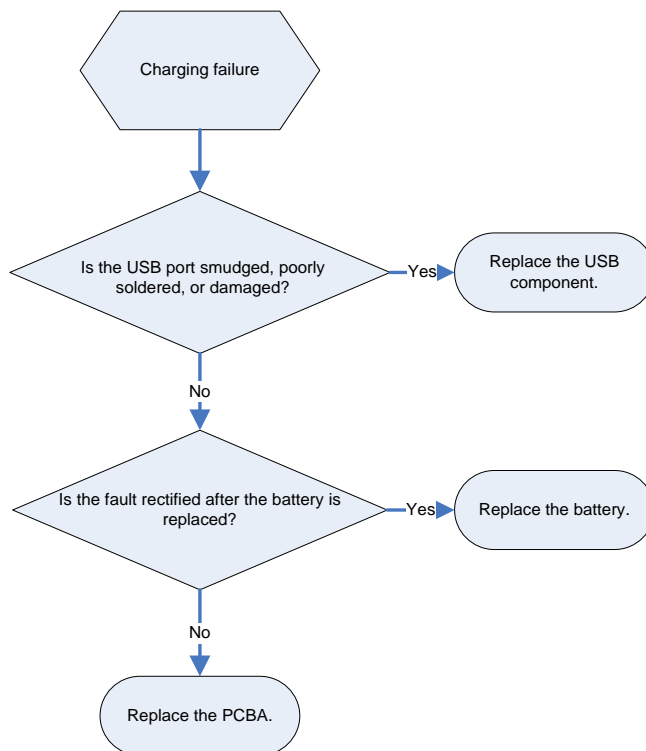 Charging failure
Is the USB port smudged, poorly
soldered, or damaged?
Yes
Replace the USB
component.
No
Is the fault rectified after the battery is
replaced?
Yes
Replace the battery.
No
Replace the PCBA.